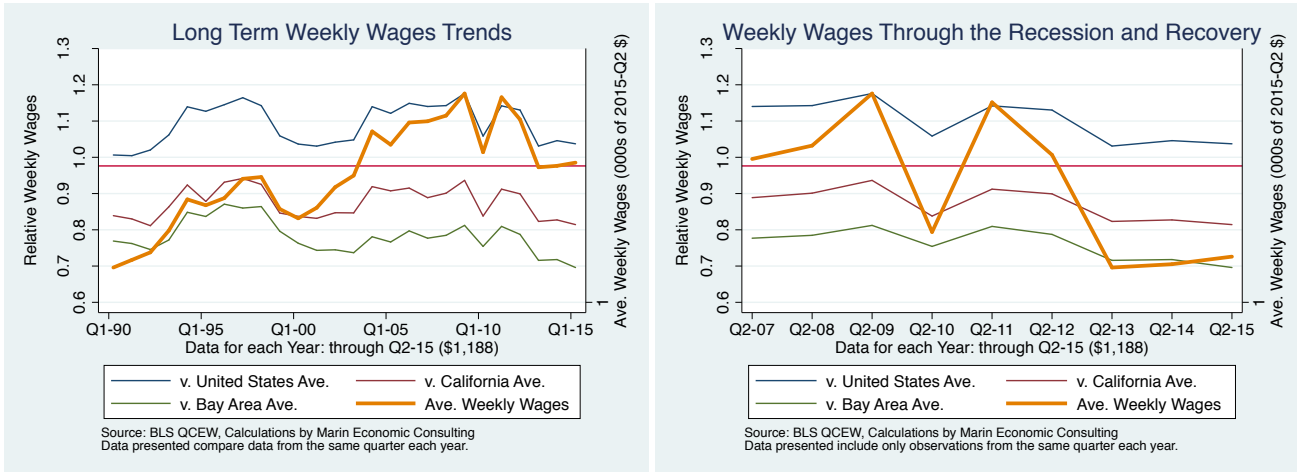 Long Term Weekly Wages Trends
Relative Weekly Wages
1.3
1.2
1.1
1.0
0.9
0.8
0.7
0.6
1
Ave. Weekly Wages (000s of 2015-Q2 $)
Q1-90 Q1-95 Q1-00 Q1-05 Q1-10 Q1-15
Data for each Year: through Q2-15 ($1,188)
v. United States Ave. v. California Ave.
v. Bay Area Ave. Ave. Weekly Wages
Source: BLS QCEW, Calculations by Marin Economic Consulting
Data presented compare data from the same quarter each year.
Weekly Wages Through the Recession and Recovery
Relative Weekly Wages
1.3
1.2
1.1
1.0
0.9
0.8
0.7
0.6
1
Ave. Weekly Wages (000s of 2015-Q2 $)
Q2-07 Q2-08 Q2-09 Q2-10 Q2-11 Q2-12 Q2-13 Q2-14 Q2-15
Data for each Year: through Q2-15 ($1,188)
v. United States Ave. v. California Ave.
v. Bay Area Ave. Ave. Weekly Wages
Source: BLS QCEW, Calculations by Marin Economic Consulting
Data presented include only observations from the same quarter each year.